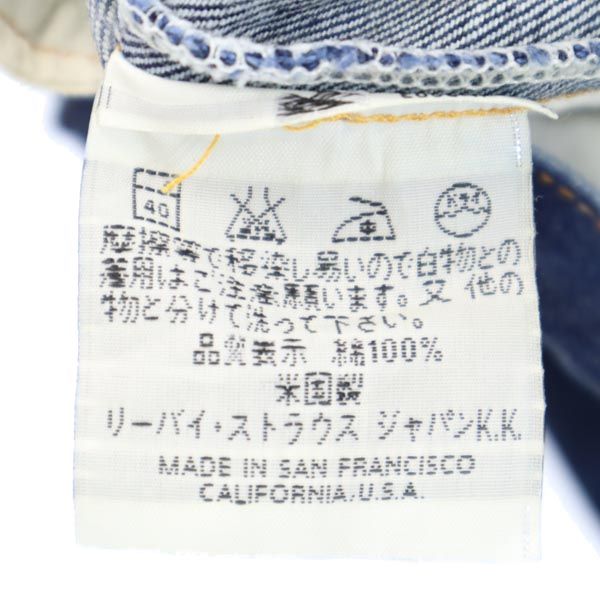 40
摩擦等で移染し易いので白物との
着用はご注意願います。又 他の
物と分けて洗って下さい。
品質表示 綿100%
米国製
リーバイ・ストラウス ジャパンK.K.
MADE IN SAN FRANCISCO
CALIFORNIA, U.S.A.